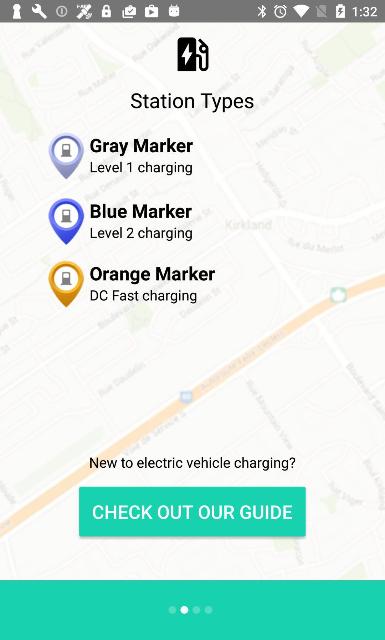 1:32
Station Types
Gray Marker
Level 1 charging
Blue Marker
Level 2 charging
Kirkland
Orange Marker
DC Fast charging
New to electric vehicle charging?
CHECK OUT OUR GUIDE